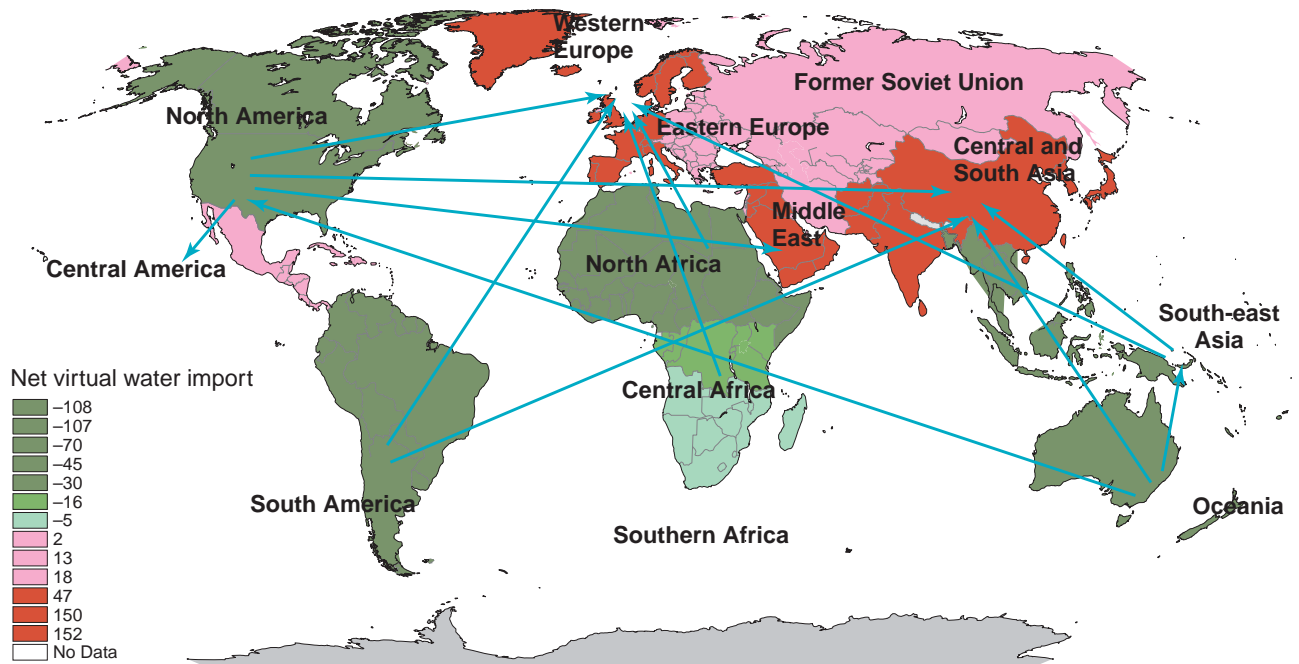 Western
Europe
Former Soviet Union
North America
Eastern Europe
Central and
South Asia
Middle
East
Central America
North Africa
South-east
Asia
Net virtual water import
–108
–107
–70
–45
–30
–16
–5
2
13
18
47
150
152
No Data
Central Africa
South America
Oceania
Southern Africa